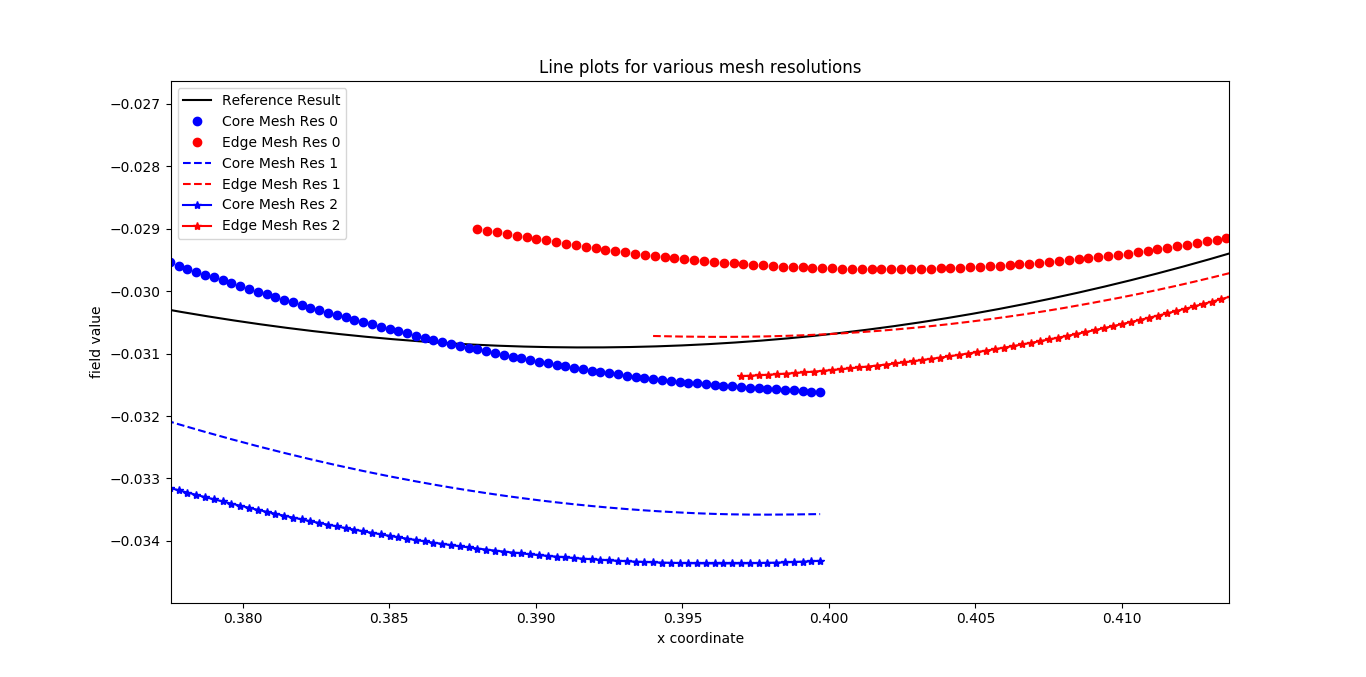 Line plots for various mesh resolutions
Reference Result
Core Mesh Res 0
Edge Mesh Res 0
Core Mesh Res 1
Edge Mesh Res 1
Core Mesh Res 2
Edge Mesh Res 2
−0.027
−0.028
−0.029
−0.030
−0.031
−0.032
−0.033
−0.034
field value
0.380 0.385 0.390 0.395 0.400 0.405 0.410
x coordinate